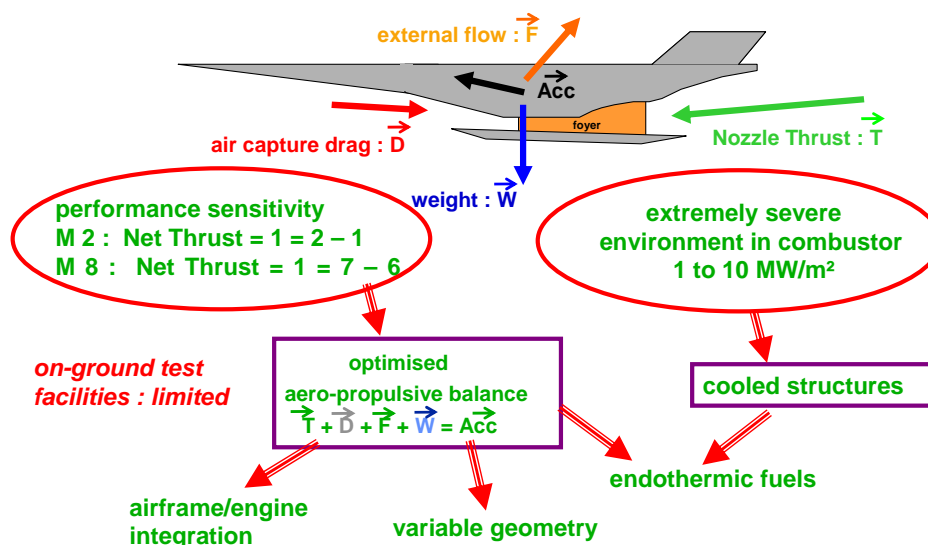 external flow : F
Acc
foyer
air capture drag : D
Nozzle Thrust : T
weight : W
performance sensitivity
M 2 : Net Thrust = 1 = 2 – 1
M 8 : Net Thrust = 1 = 7 – 6
extremely severe
environment in combustor
1 to 10 MW/m²
on-ground test
facilities : limited
optimised
aero-propulsive balance
T + D + F + W = Acc
cooled structures
endothermic fuels
airframe/engine
integration
variable geometry